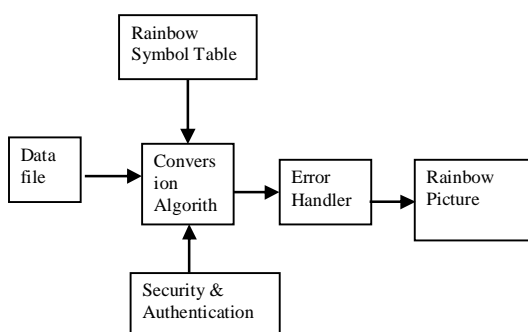 Rainbow
Symbol Table
Data
file
Convers
ion
Algorith
Error
Handler
Rainbow
Picture
Security &
Authentication